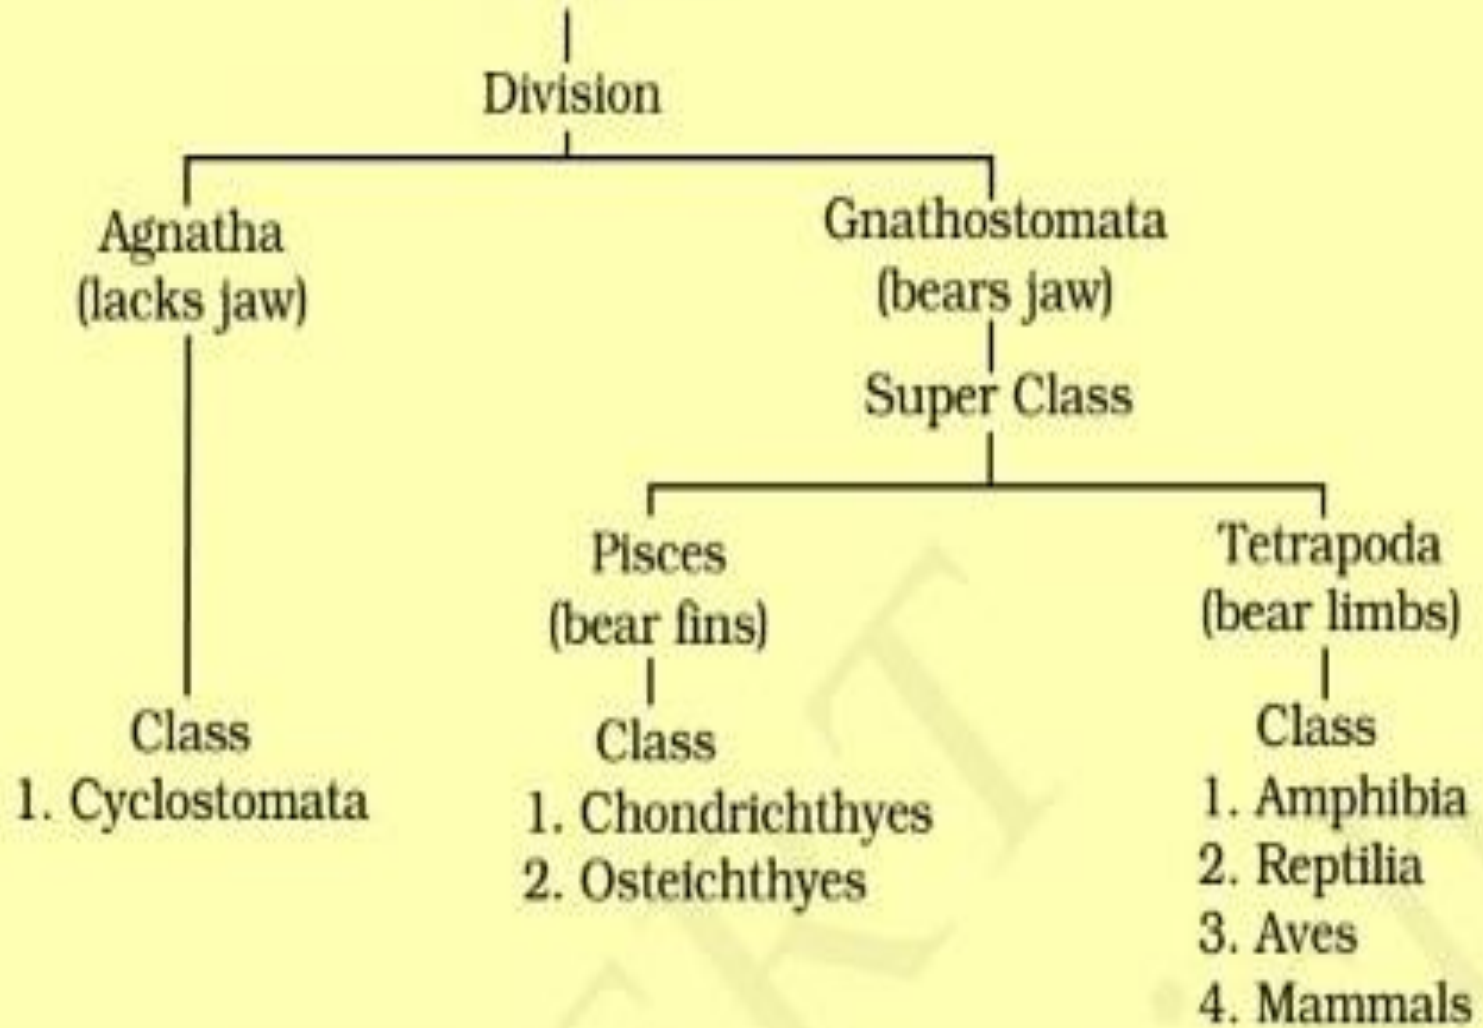 Division
Agnatha
(lacks jaw)
Gnathostomata
(bears jaw)
Super Class
Pisces
(bear fins)
Tetrapoda
(bear limbs)
Class
1. Cyclostomata
Class
1. Chondrichthyes
2. Osteichthyes
Class
1. Amphibia
2. Reptilia
3. Aves
4. Mammals